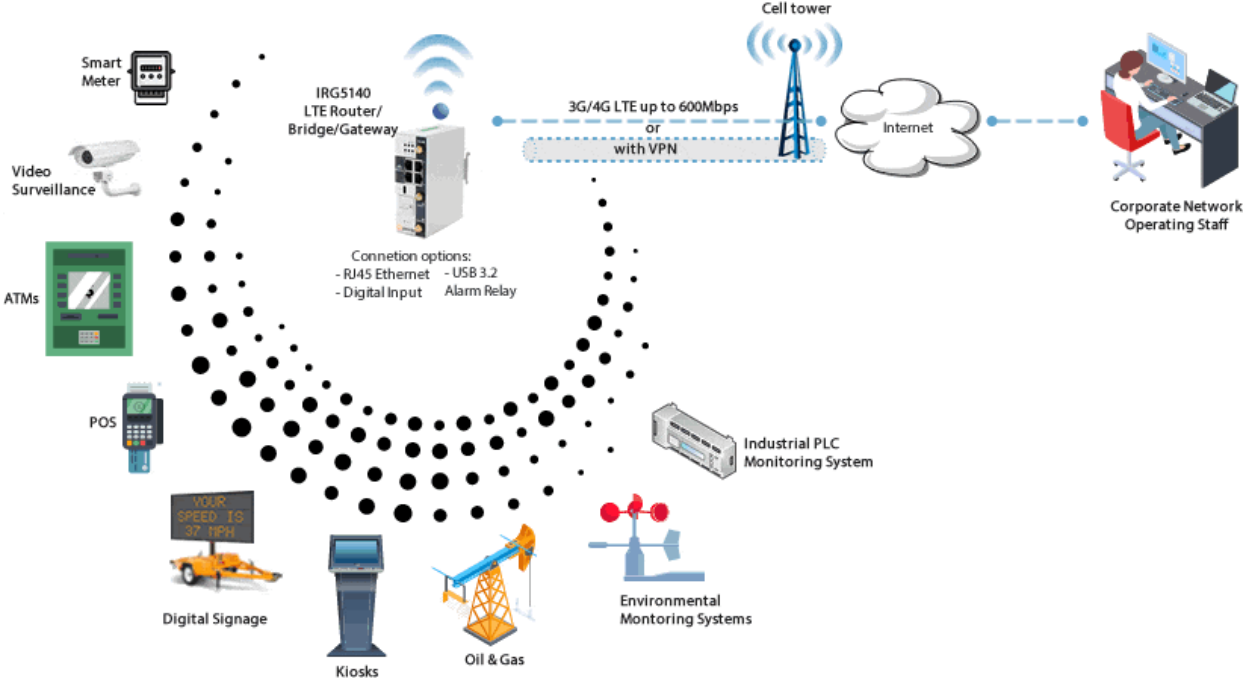 Cell tower
Smart
Meter
IRG5140
LTE Router/
Bridge/Gateway
3G/4G LTE up to 600Mbps
or
with VPN
Internet
Video
Surveillance
Corporate Network
Operating Staff
Connetion options:
- RJ45 Ethernet
- Digital Input
- USB 3.2
Alarm Relay
ATMs
POS
Industrial PLC
Monitoring System
YOUR
SPEED IS
37 MPH
Digital Signage
Kiosks
Oil & Gas
Environmental
Montoring Systems